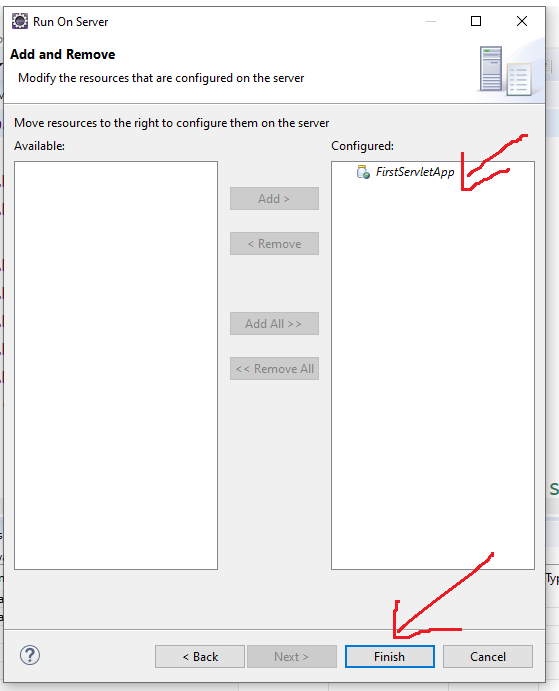 Run On Server
Add and Remove
Modify the resources that are configured on the server
Move resources to the right to configure them on the server
Available:
Configured:
FirstServletApp
Add >
< Remove
Add All >>
<< Remove All
Typ
?
< Back
Next >
Finish
Cancel